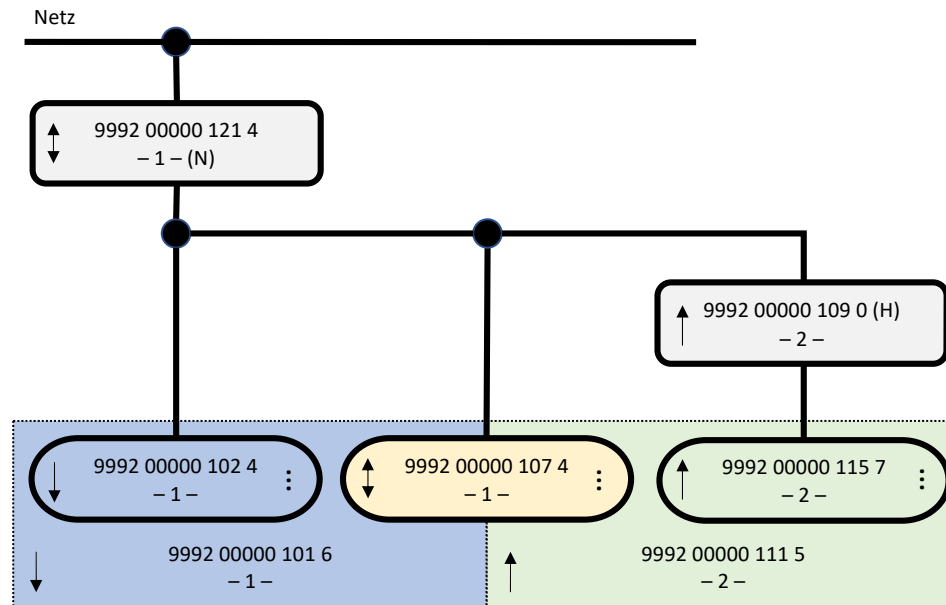 Netz
9992 00000 121 4
– 1 – (N)
9992 00000 109 0 (H)
– 2 –
9992 00000 102 4
– 1 –
9992 00000 107 4
– 1 –
9992 00000 115 7
– 2 –
9992 00000 101 6
– 1 –
9992 00000 111 5
– 2 –